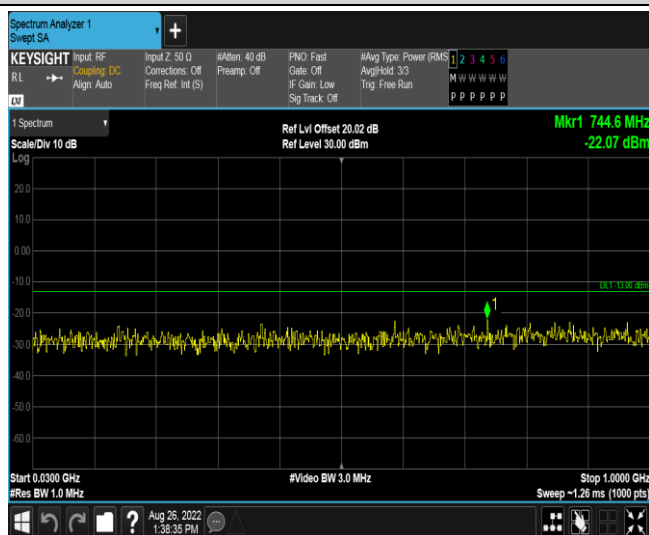 Spectrum Analyzer 1
Swept SA
+
KEYSIGHT
RL
LXI
Input: RF
Coupling: DC
Align: Auto
Input Z: 50 Ω
Corrections: Off
Freq Ref: Int (S)
#Atten: 40 dB
Preamp: Off
PNO: Fast
Gate: Off
IF Gain: Low
Sig Track: Off
#Avg Type: Power (RMS
Avg|Hold: 3/3
Trig: Free Run
1 2 3 4 5 6
M W W W W W
P P P P P P
1 Spectrum
Scale/Div 10 dB
Ref Lvl Offset 20.02 dB
Ref Level 30.00 dBm
Mkr1 744.6 MHz
-22.07 dBm
Log
20.0
10.0
0.00
-10.0
DL1 -13.00 dBm
1
-20.0
-30.0
-40.0
-50.0
-60.0
Start 0.0300 GHz
#Video BW 3.0 MHz
Stop 1.0000 GHz
#Res BW 1.0 MHz
Sweep ~1.26 ms (1000 pts)
?
Aug 26, 2022
1:38:35 PM